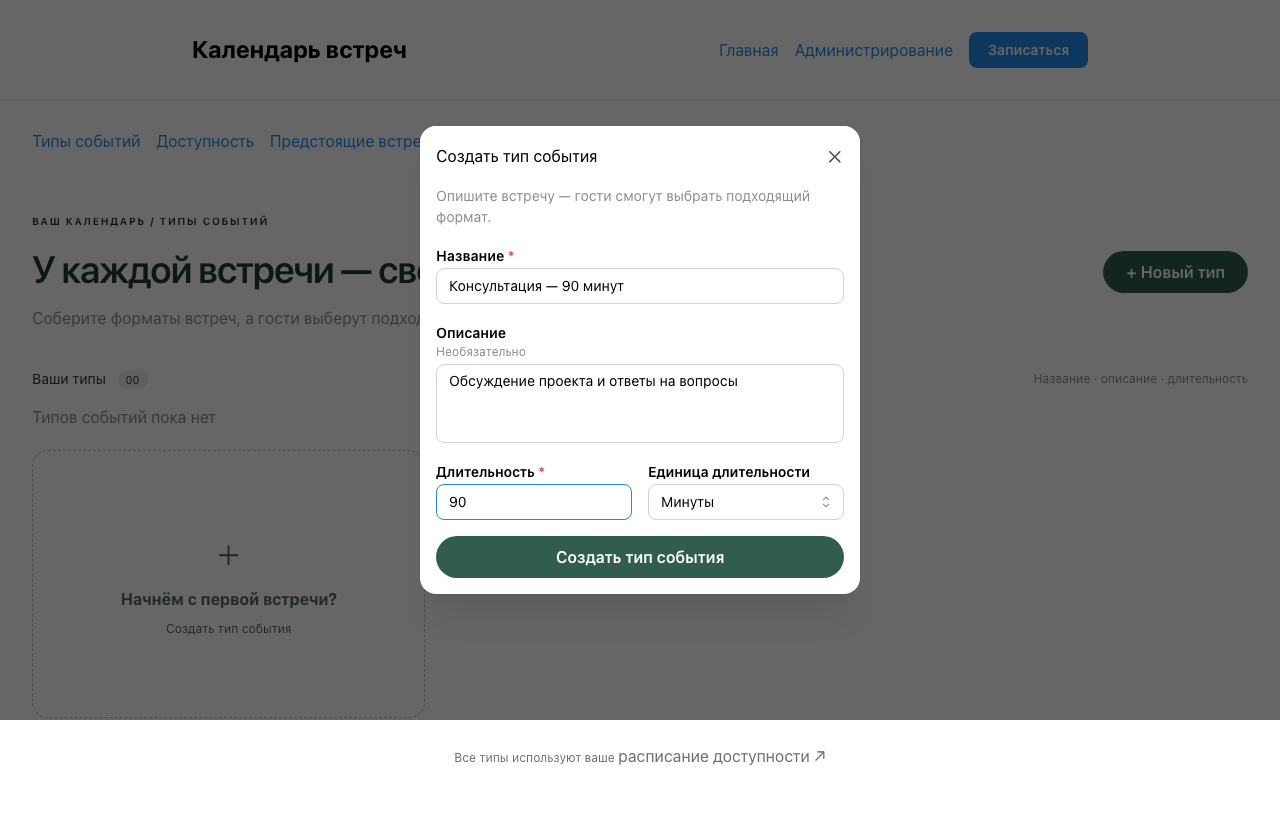 Календарь встреч
Главная Администрирование Записаться
Типы событий Доступность Предстоящие встре
Создать тип события
Опишите встречу — гости смогут выбрать подходящий
формат.
ВАШ КАЛЕНДАРЬ / ТИПЫ СОБЫТИЙ
У каждой встречи — сво
+ Новый тип
Соберите форматы встреч, а гости выберут подход
Название *
Консультация — 90 минут
Описание
Необязательно
Обсуждение проекта и ответы на вопросы
Ваши типы 00
Название · описание · длительность
Типов событий пока нет
Длительность * Единица длительности
90 Минуты
Создать тип события
Начнём с первой встречи?
Создать тип события
Все типы используют ваше расписание доступности ↗